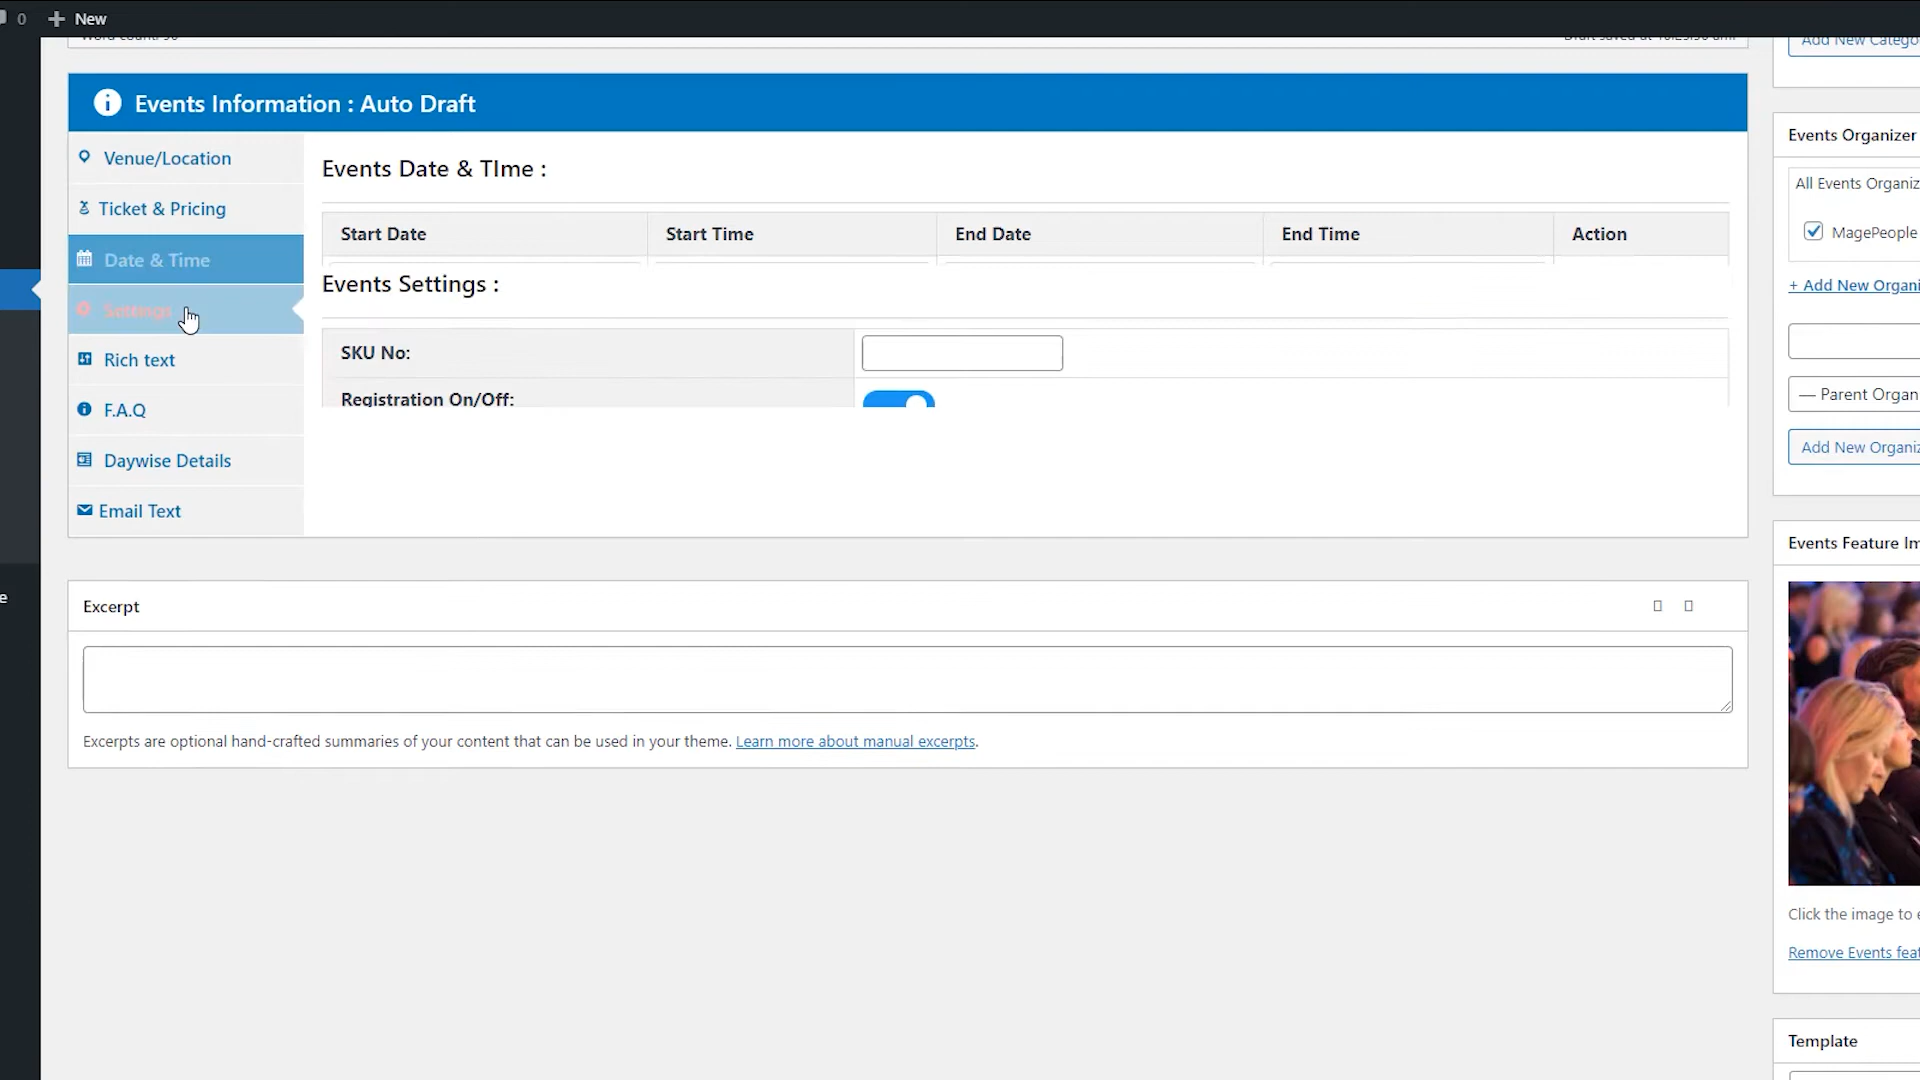 0
New
Add New Catego
Events Information : Auto Draft
Venue/Location
Ticket & Pricing
Date & Time
Settings
Rich text
F.A.Q
Daywise Details
Email Text
Events Date & TIme :
Start Date
Start Time
End Date
End Time
Action
Events Settings :
SKU No:
Registration On/Off:
Excerpt
Excerpts are optional hand-crafted summaries of your content that can be used in your theme. Learn more about manual excerpts.
Events Organizer
All Events Organiz
MagePeople
+ Add New Organi
— Parent Organ
Add New Organiz
Events Feature Im
Click the image to e
Remove Events feat
Template
e